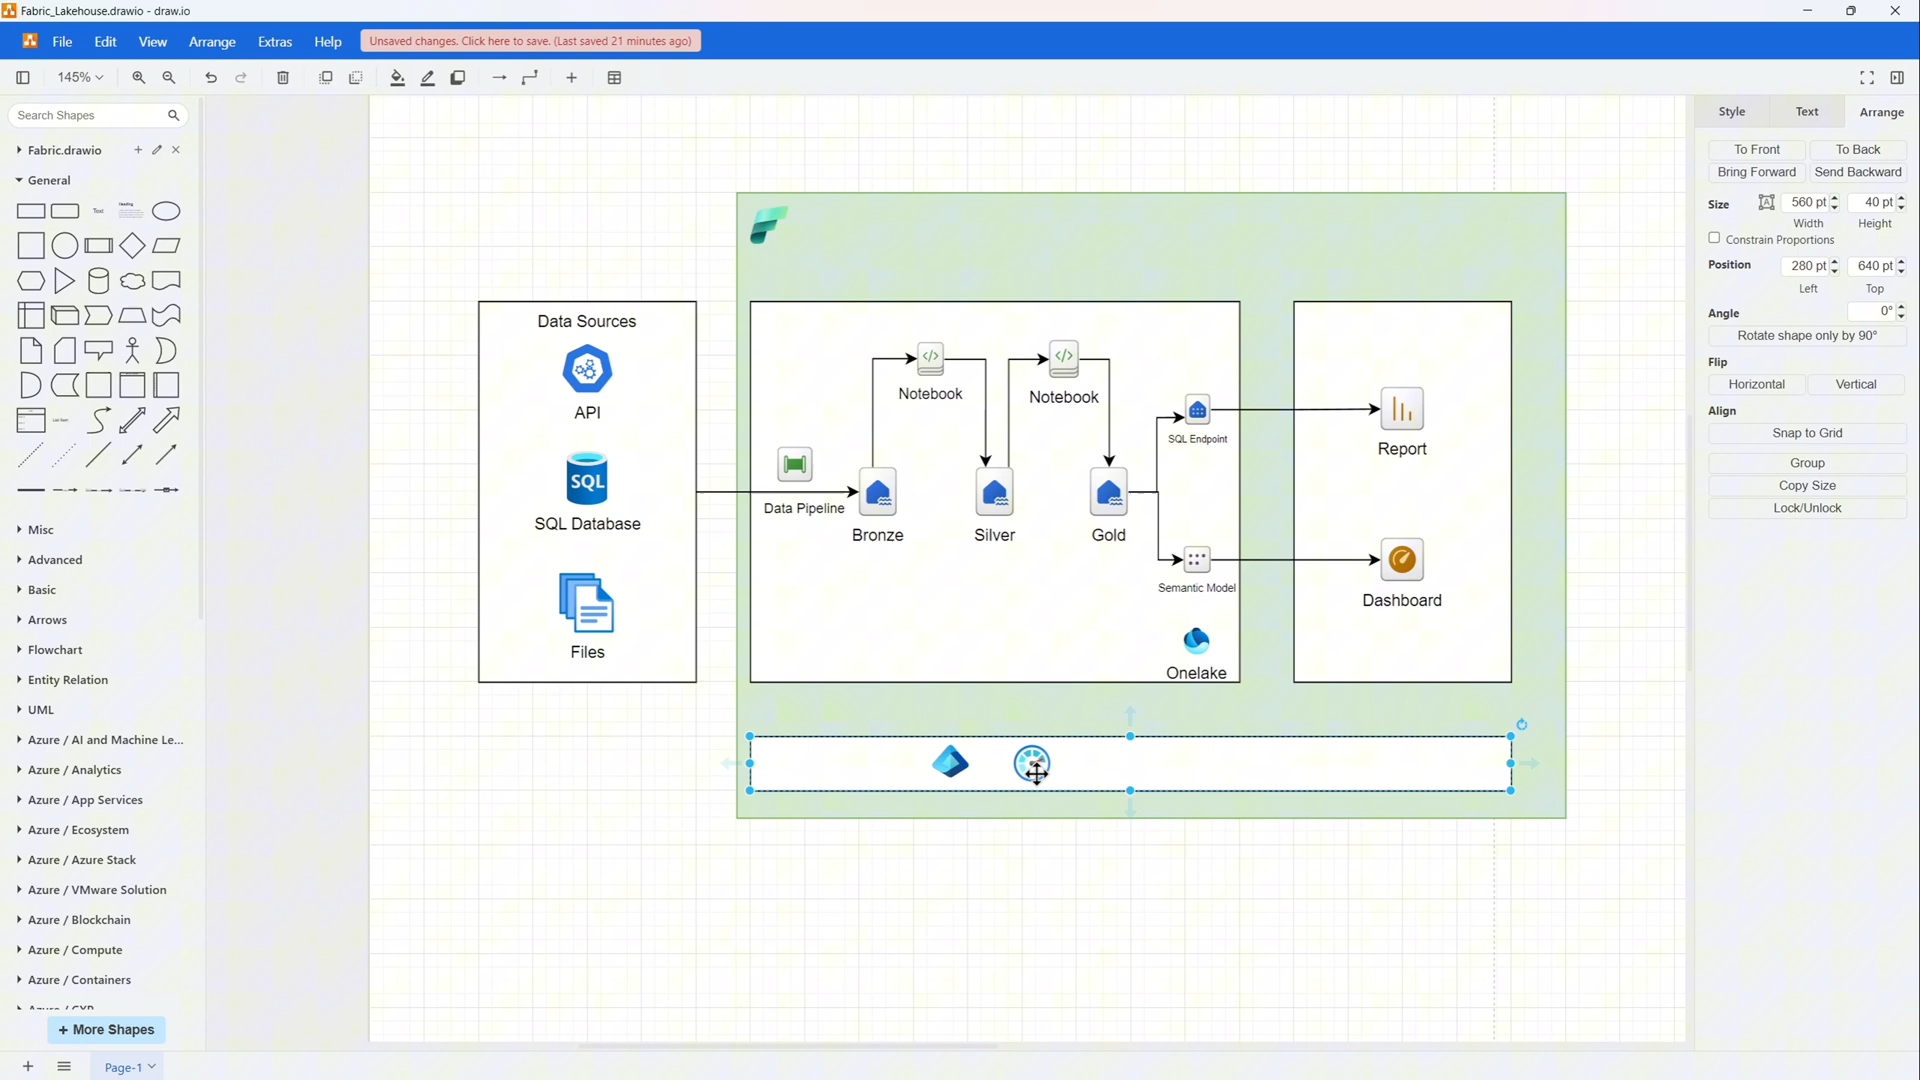 Fabric_Lakehouse.drawio - draw.io
File Edit View Arrange Extras Help Unsaved changes. Click here to save. (Last saved 21 minutes ago)
145%
Search Shapes
Fabric.drawio
General
Text
Heading
List Item
Misc
Advanced
Basic
Arrows
Flowchart
Entity Relation
UML
Azure / AI and Machine Le...
Azure / Analytics
Azure / App Services
Azure / Ecosystem
Azure / Azure Stack
Azure / VMware Solution
Azure / Blockchain
Azure / Compute
Azure / Containers
+ More Shapes
Page-1
Data Sources
API
SQL
SQL Database
Files
Data Pipeline
Bronze
Notebook
Silver
Notebook
Gold
SQL Endpoint
Semantic Model
Onelake
Report
Dashboard
Style Text Arrange
To Front To Back
Bring Forward Send Backward
Size 560 pt 40 pt
Width Height
Constrain Proportions
Position 280 pt 640 pt
Left Top
Angle 0°
Rotate shape only by 90°
Flip
Horizontal Vertical
Align
Snap to Grid
Group
Copy Size
Lock/Unlock